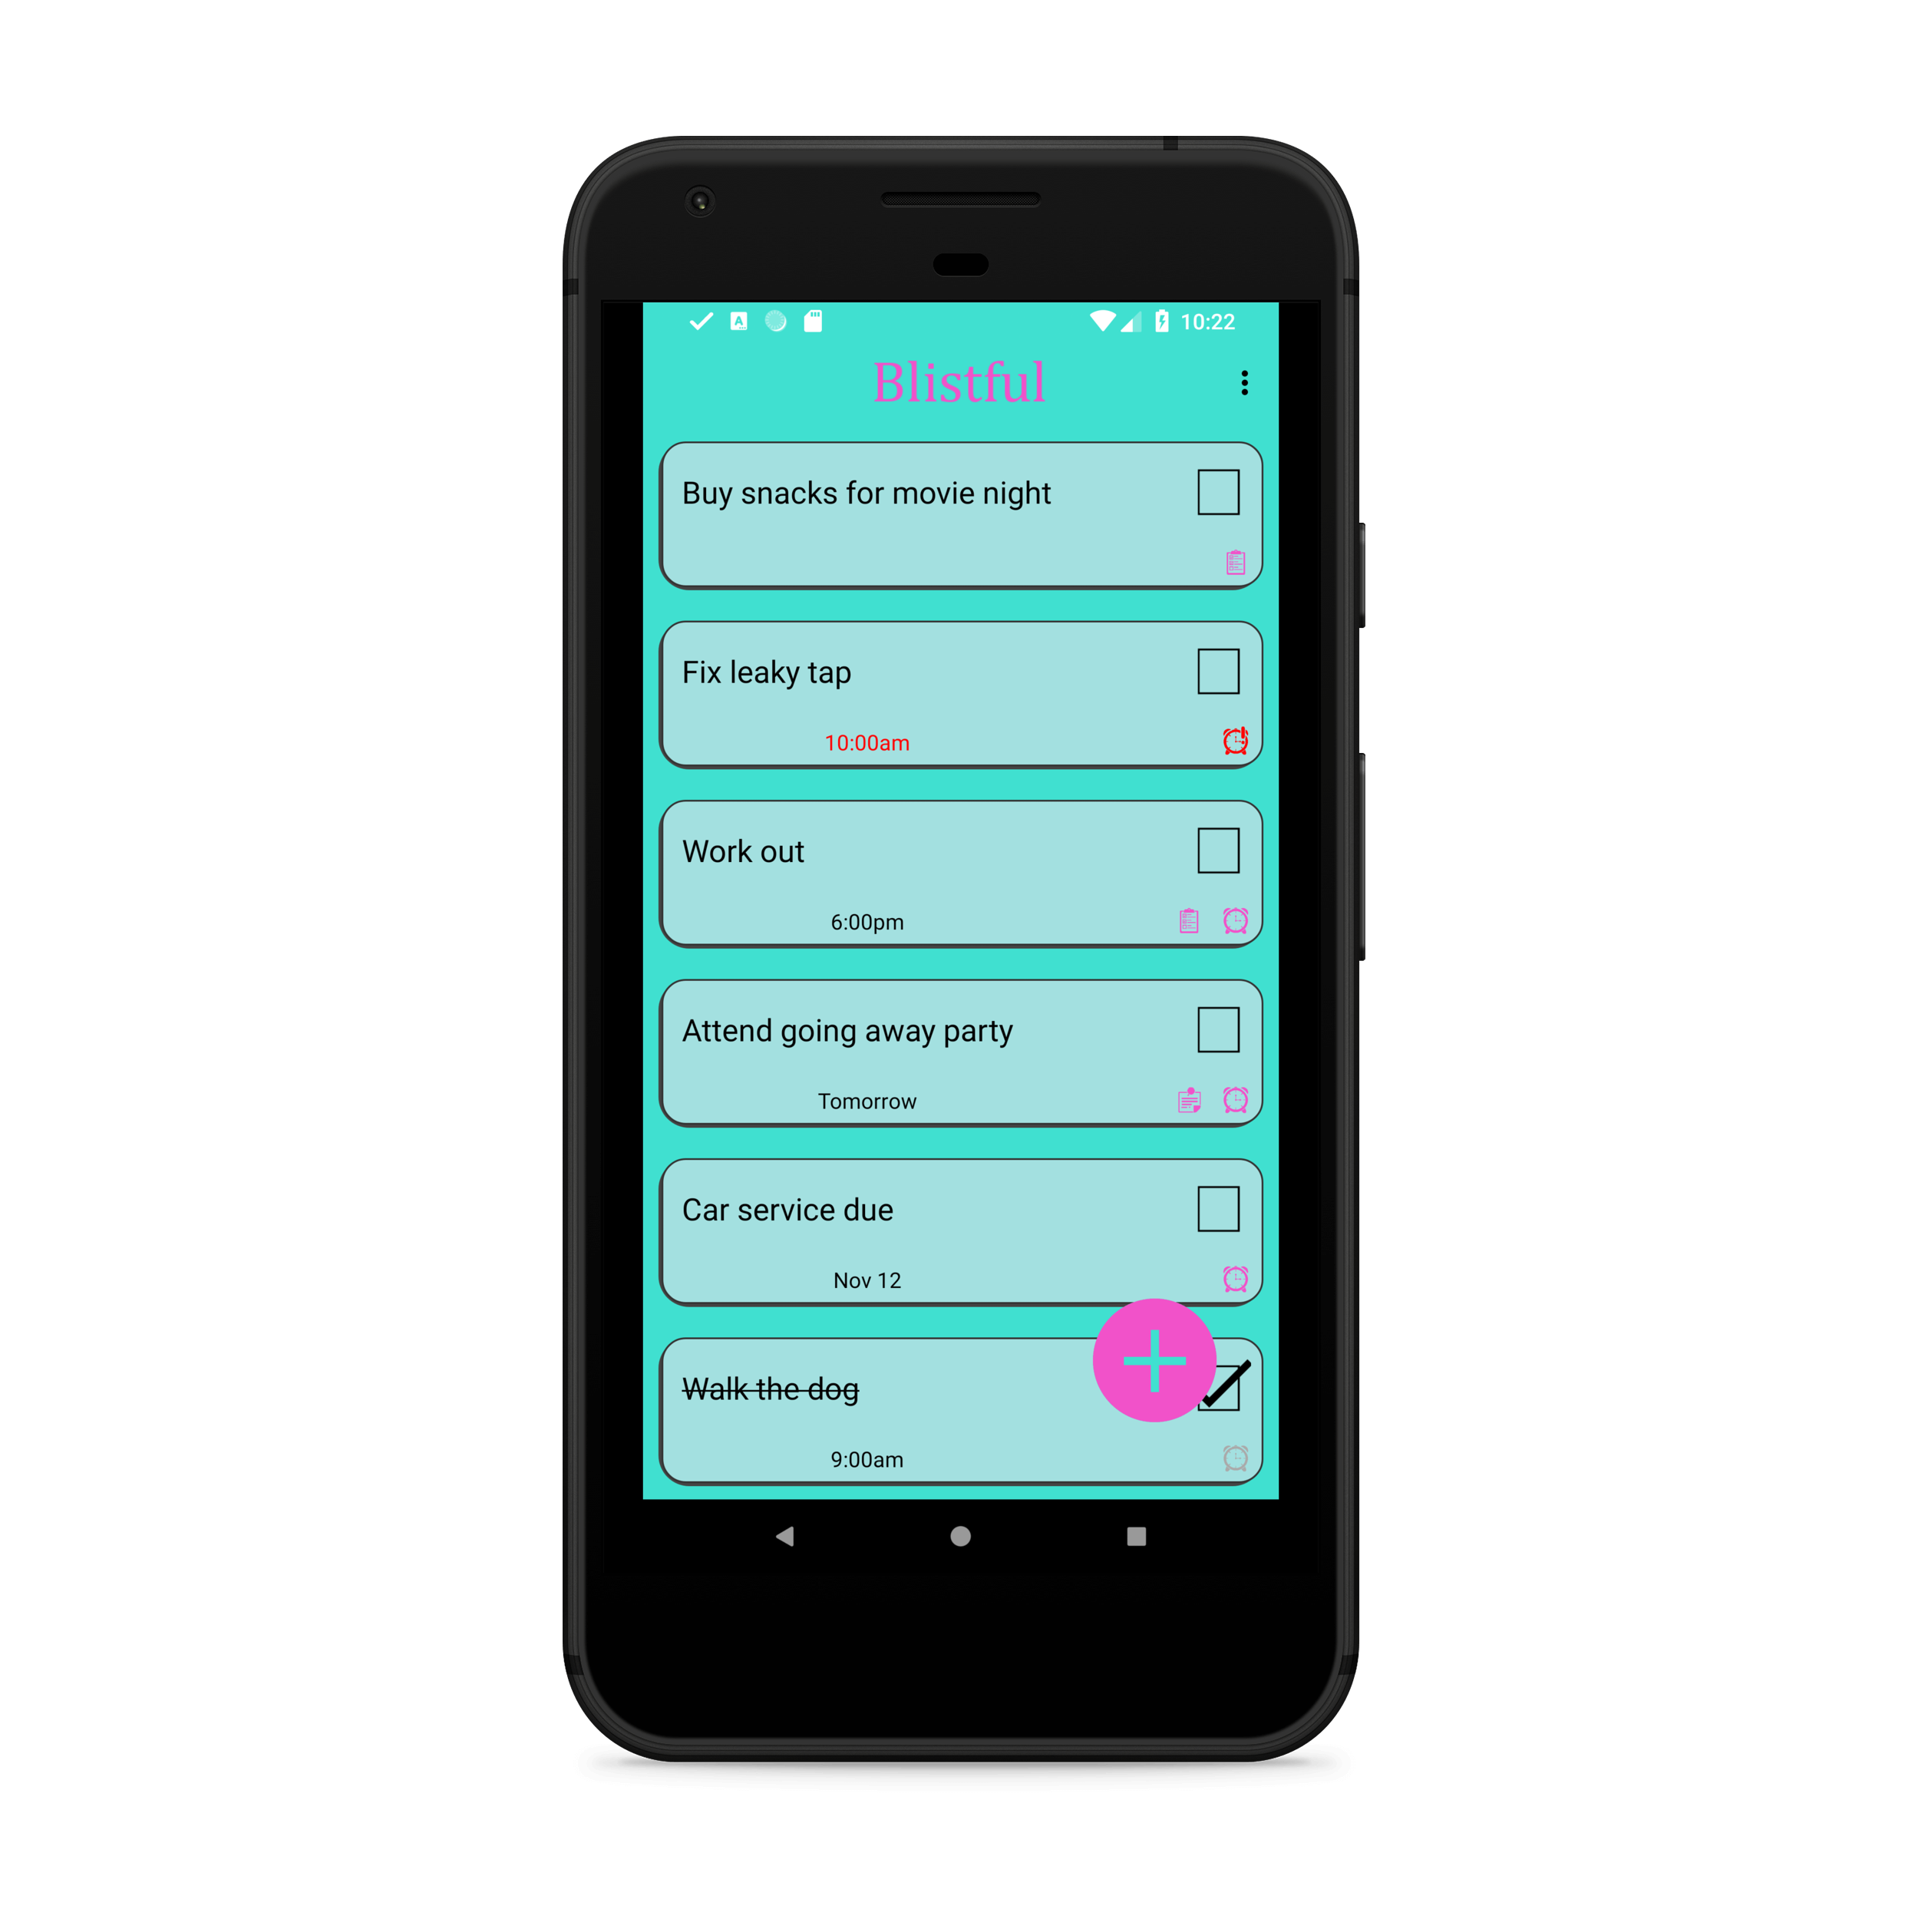 10:22
Blistful
Buy snacks for movie night
Fix leaky tap
10:00am
Work out
6:00pm
Attend going away party
Tomorrow
Car service due
Nov 12
Walk the dog
9:00am